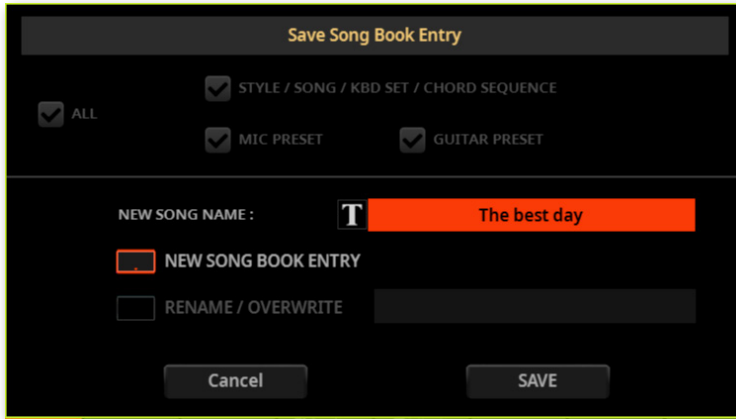 Save Song Book Entry
STYLE / SONG / KBD SET / CHORD SEQUENCE
ALL
MIC PRESET GUITAR PRESET
NEW SONG NAME : T The best day
NEW SONG BOOK ENTRY
RENAME / OVERWRITE
Cancel SAVE